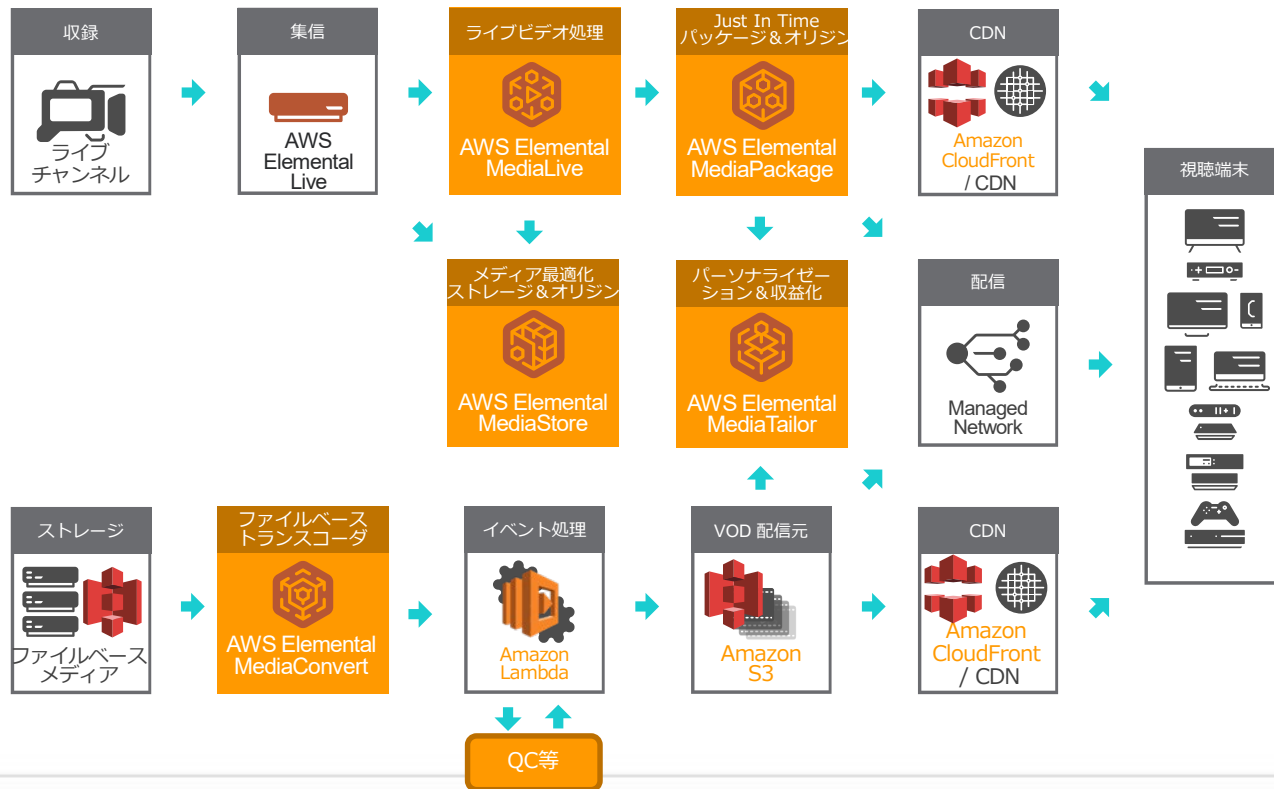 収録
ライブ
チャンネル
集信
AWS
Elemental
Live
ライブビデオ処理
AWS Elemental
MediaLive
Just In Time
パッケージ＆オリジン
AWS Elemental
MediaPackage
CDN
Amazon
CloudFront
/ CDN
視聴端末
メディア最適化
ストレージ＆オリジン
AWS Elemental
MediaStore
パーソナライゼー
ション＆収益化
AWS Elemental
MediaTailor
配信
Managed
Network
ストレージ
ファイルベース
メディア
ファイルベース
トランスコーダ
AWS Elemental
MediaConvert
イベント処理
Amazon
Lambda
VOD 配信元
Amazon
S3
CDN
Amazon
CloudFront
/ CDN
QC等